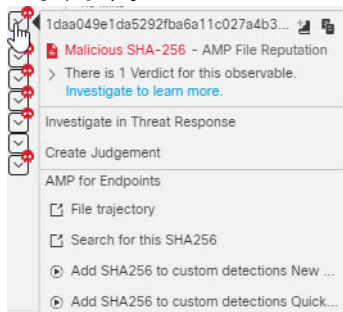 1daa049e1da5292fba6a11c027a4b3...
Malicious SHA-256 - AMP File Reputation
There is 1 Verdict for this observable.
Investigate to learn more.
Investigate in Threat Response
Create Judgement
AMP for Endpoints
File trajectory
Search for this SHA256
Add SHA256 to custom detections New ...
Add SHA256 to custom detections Quick...